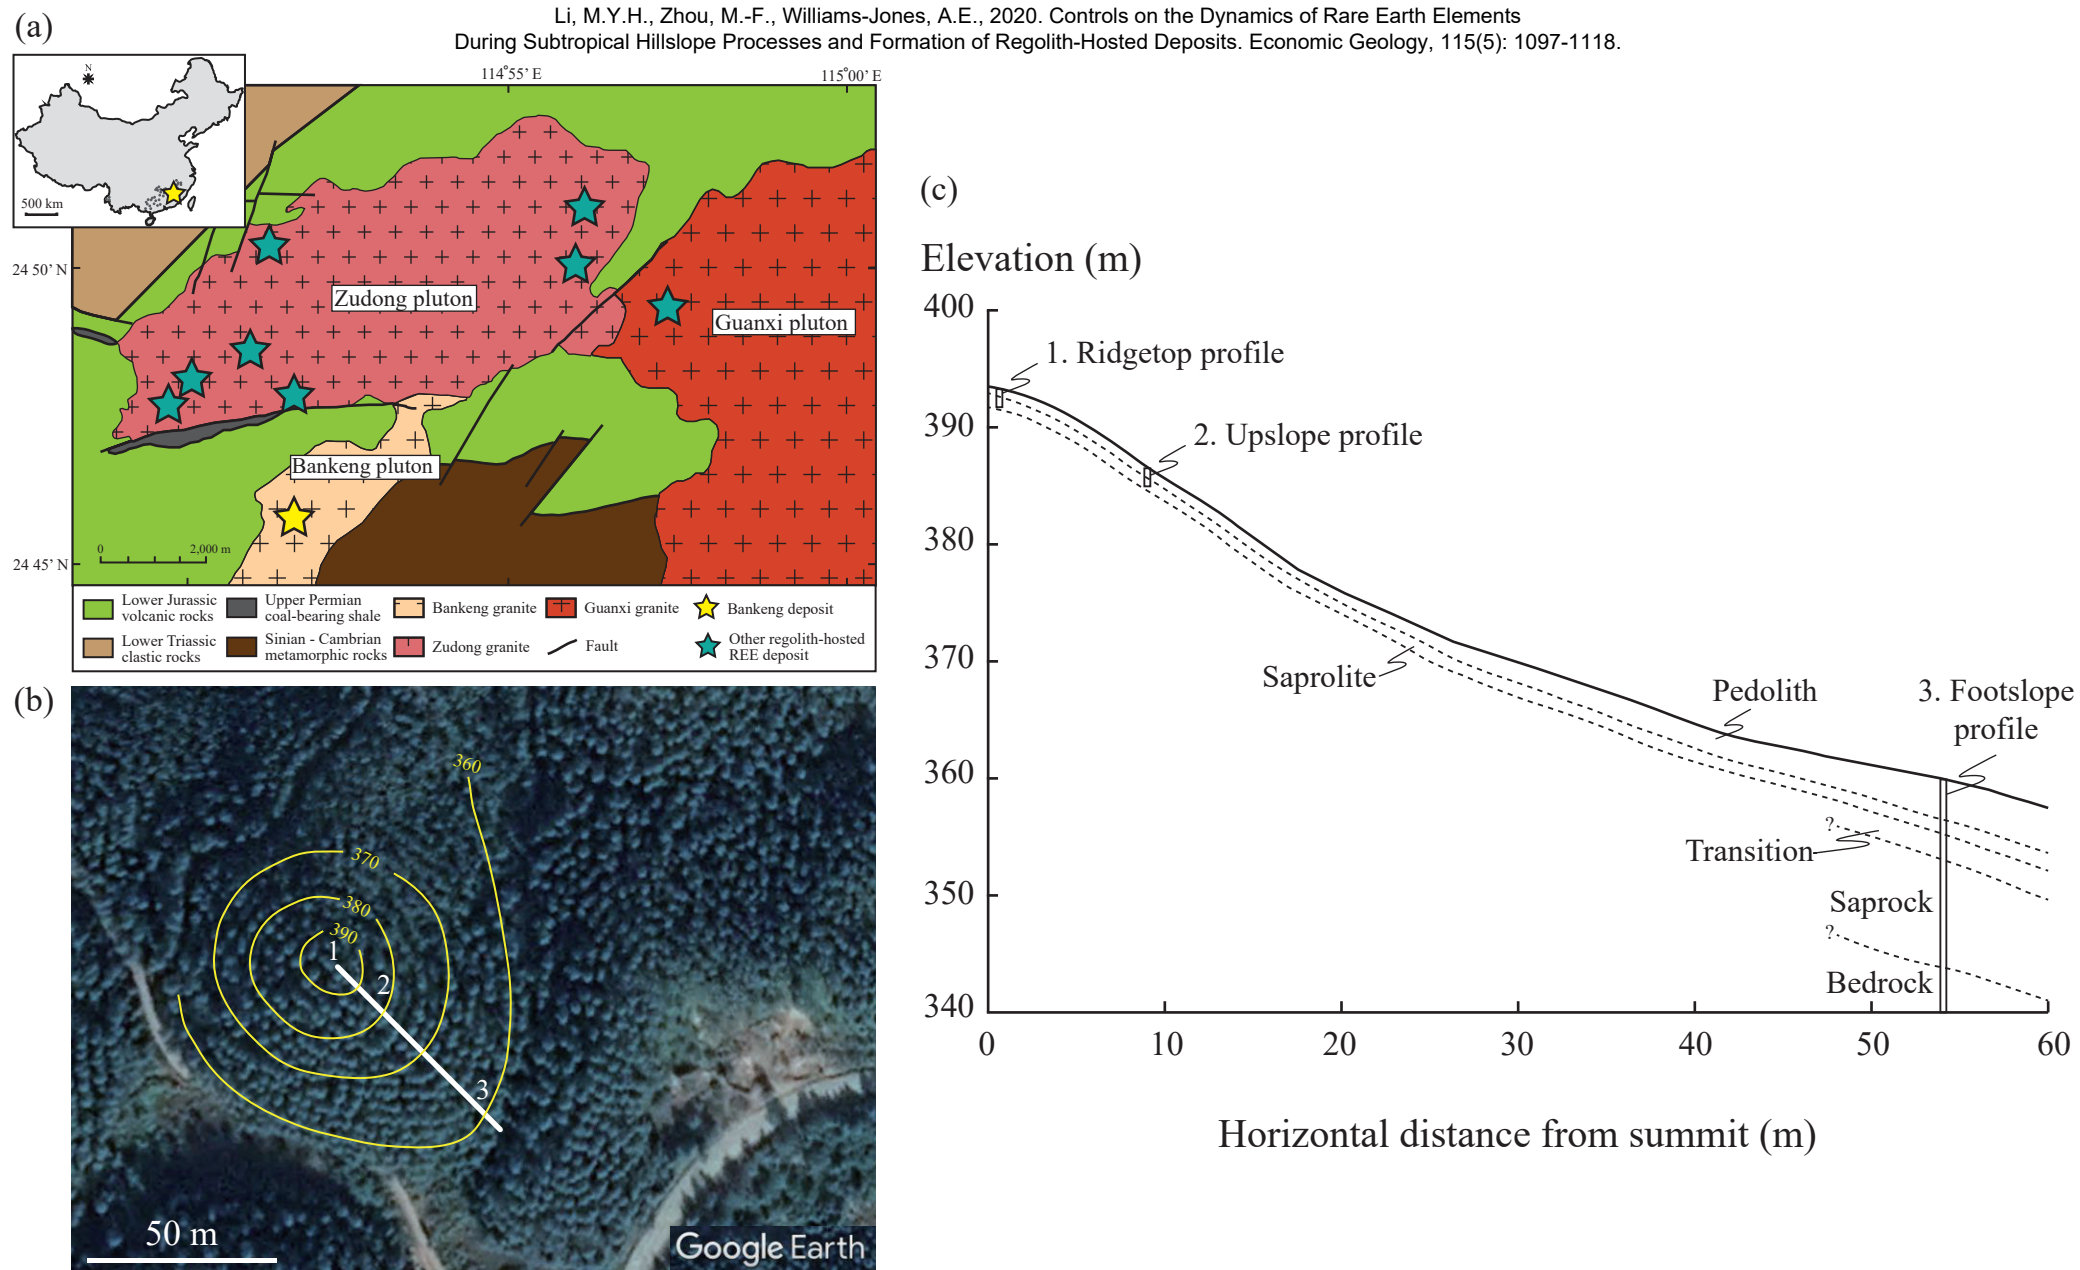 Li, M.Y.H., Zhou, M.-F., Williams-Jones, A.E., 2020. Controls on the Dynamics of Rare Earth Elements
During Subtropical Hillslope Processes and Formation of Regolith-Hosted Deposits. Economic Geology, 115(5): 1097-1118.
(a)
N
500 km
114°55' E
115°00' E
24 50' N
24 45' N
Zudong pluton
Guanxi pluton
Bankeng pluton
0
2,000 m
Lower Jurassic
volcanic rocks
Upper Permian
coal-bearing shale
Bankeng granite
Guanxi granite
Bankeng deposit
Lower Triassic
clastic rocks
Sinian - Cambrian
metamorphic rocks
Zudong granite
Fault
Other regolith-hosted
REE deposit
(b)
360
370
380
390
1
2
3
50 m
Google Earth
(c)
Elevation (m)
400
390
380
370
360
350
340
1. Ridgetop profile
2. Upslope profile
Saprolite
Pedolith
3. Footslope
profile
?
Transition
Saprock
?
Bedrock
0
10
20
30
40
50
60
Horizontal distance from summit (m)